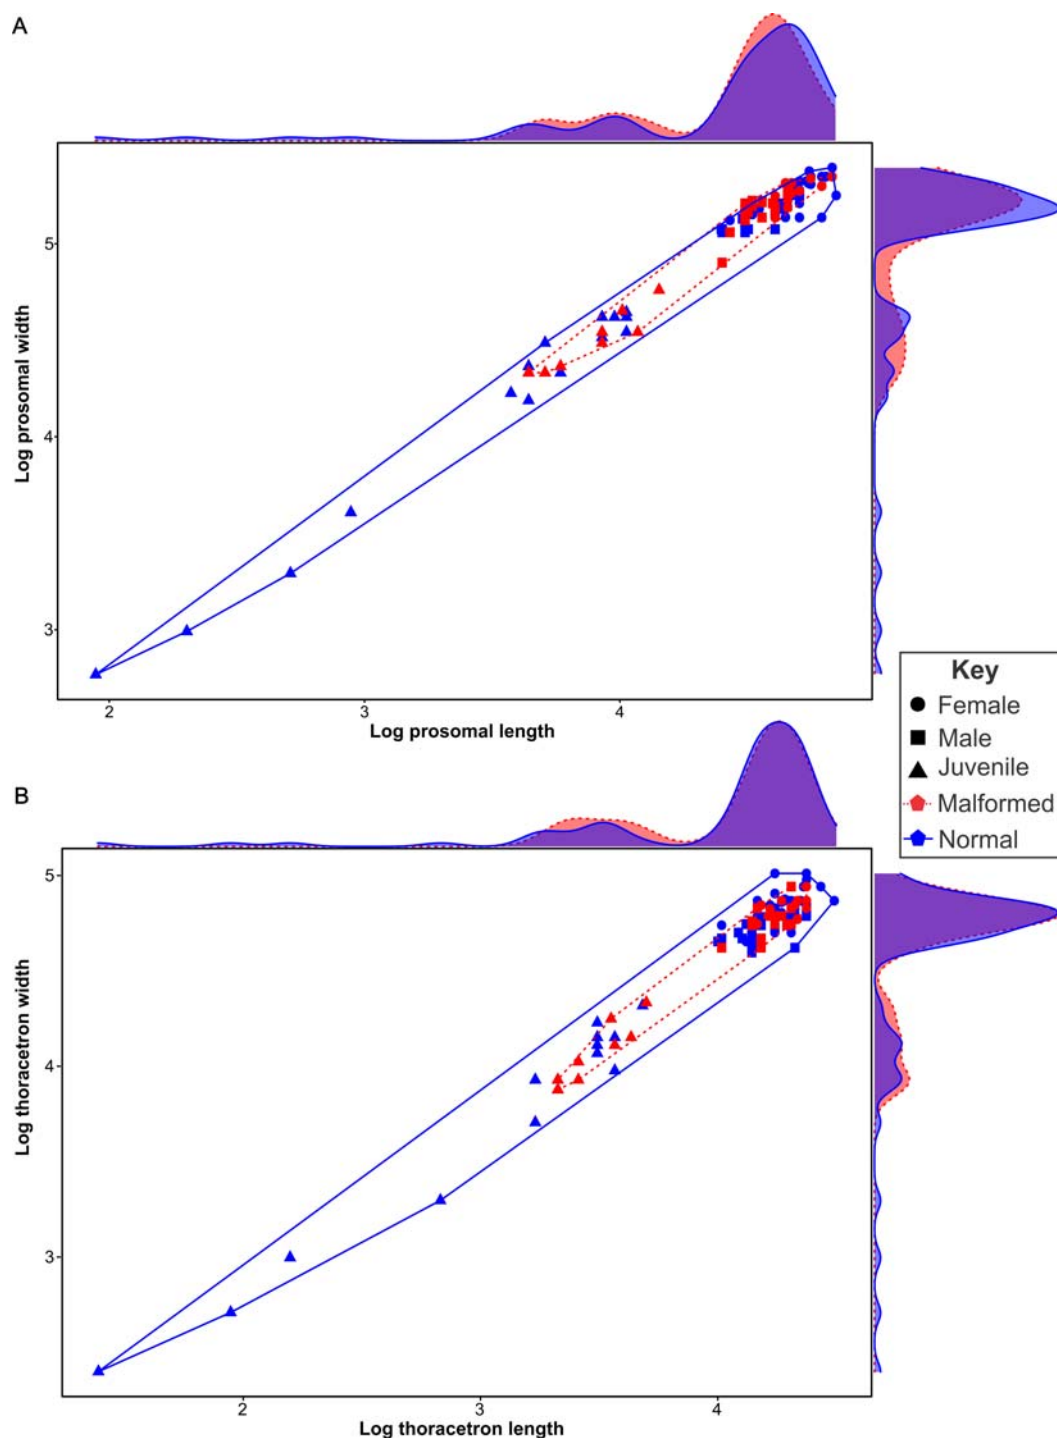 A
5
4
3
Log prosomal width
2
3
4
Log prosomal length
Key
Female
Male
Juvenile
Malformed
Normal
B
5
4
3
Log thoracetron width
2
3
4
Log thoracetron length